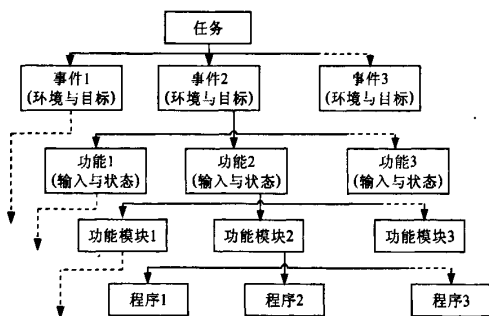 任务
事件1
(环境与目标)
事件2
(环境与目标)
事件3
(环境与目标)
功能1
(输入与状态)
功能2
(输入与状态)
功能3
(输入与状态)
功能模块1
功能模块2
功能模块3
程序1
程序2
程序3